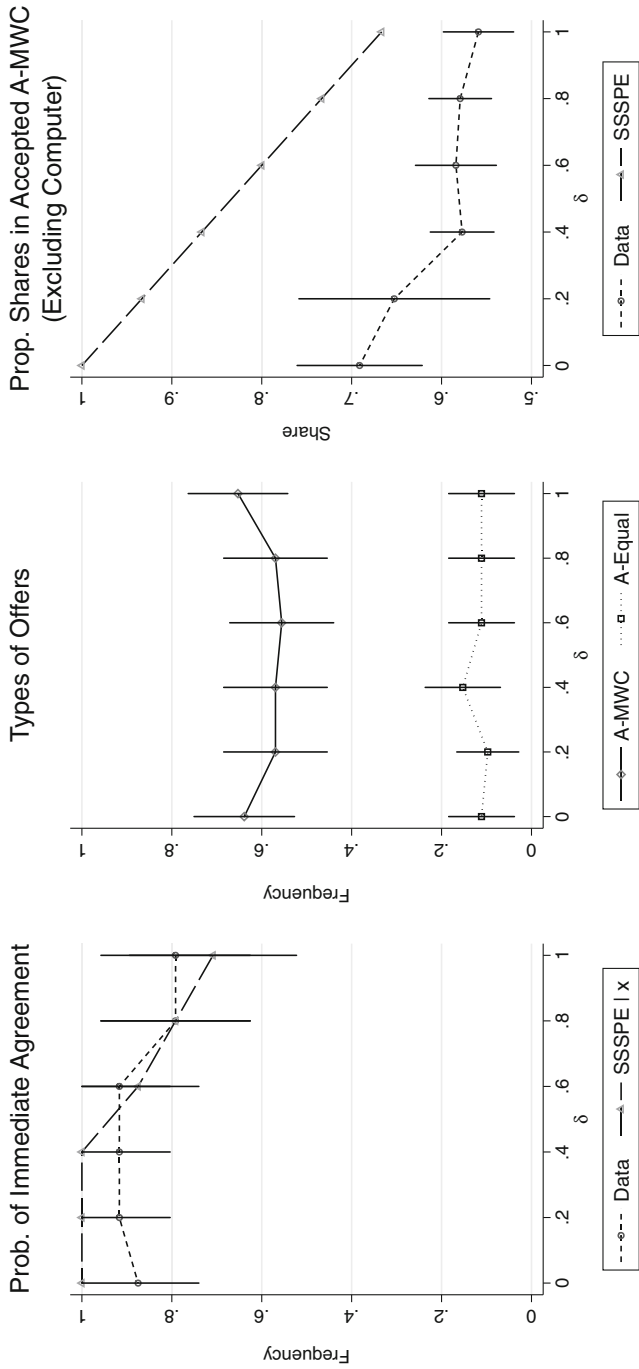 Prob. of Immediate Agreement
Frequency
1
.8
.6
.4
.2
0
0 .2 .4 .6 .8 1
δ
Data SSSPE | x
Types of Offers
Frequency
1
.8
.6
.4
.2
0
0 .2 .4 .6 .8 1
δ
A-MWC A-Equal
Prop. Shares in Accepted A-MWC
(Excluding Computer)
Share
1
.9
.8
.7
.6
.5
0 .2 .4 .6 .8 1
δ
Data SSSPE